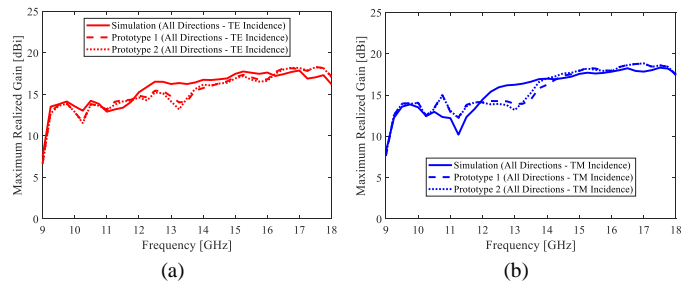 Maximum Realized Gain [dBi]
25
20
15
10
5
0
Simulation (All Directions - TE Incidence)
Prototype 1 (All Directions - TE Incidence)
Prototype 2 (All Directions - TE Incidence)
9 10 11 12 13 14 15 16 17 18
Frequency [GHz]
(a)
Maximum Realized Gain [dBi]
25
20
15
10
5
0
Simulation (All Directions - TM Incidence)
Prototype 1 (All Directions - TM Incidence)
Prototype 2 (All Directions - TM Incidence)
9 10 11 12 13 14 15 16 17 18
Frequency [GHz]
(b)